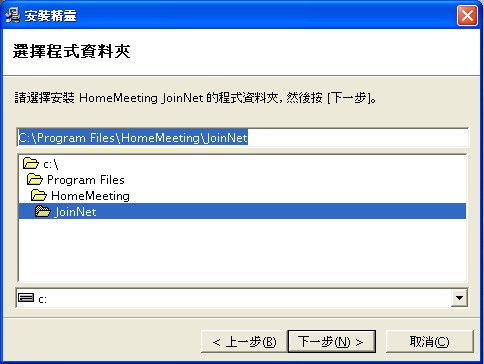 安裝精靈
選擇程式資料夾
請選擇安裝 HomeMeeting JoinNet 的程式資料夾, 然後按 [下一步]。
C:\Program Files\HomeMeeting\JoinNet
c:\
Program Files
HomeMeeting
JoinNet
c:
< 上一步(B) 下一步(N) > 取消(C)